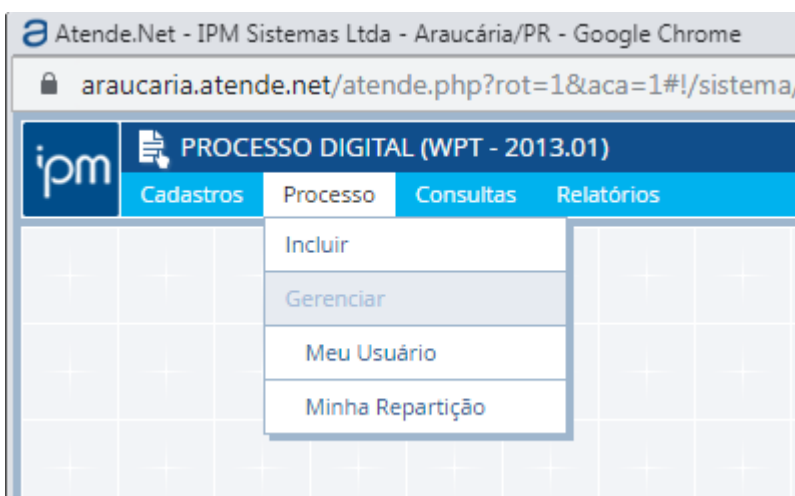 Atende.Net - IPM Sistemas Ltda - Araucária/PR - Google Chrome
araucaria.atende.net/atende.php?rot=1&aca=1#!/sistema/
ipm
PROCESSO DIGITAL (WPT - 2013.01)
Cadastros Processo Consultas Relatórios
Incluir
Gerenciar
Meu Usuário
Minha Repartição